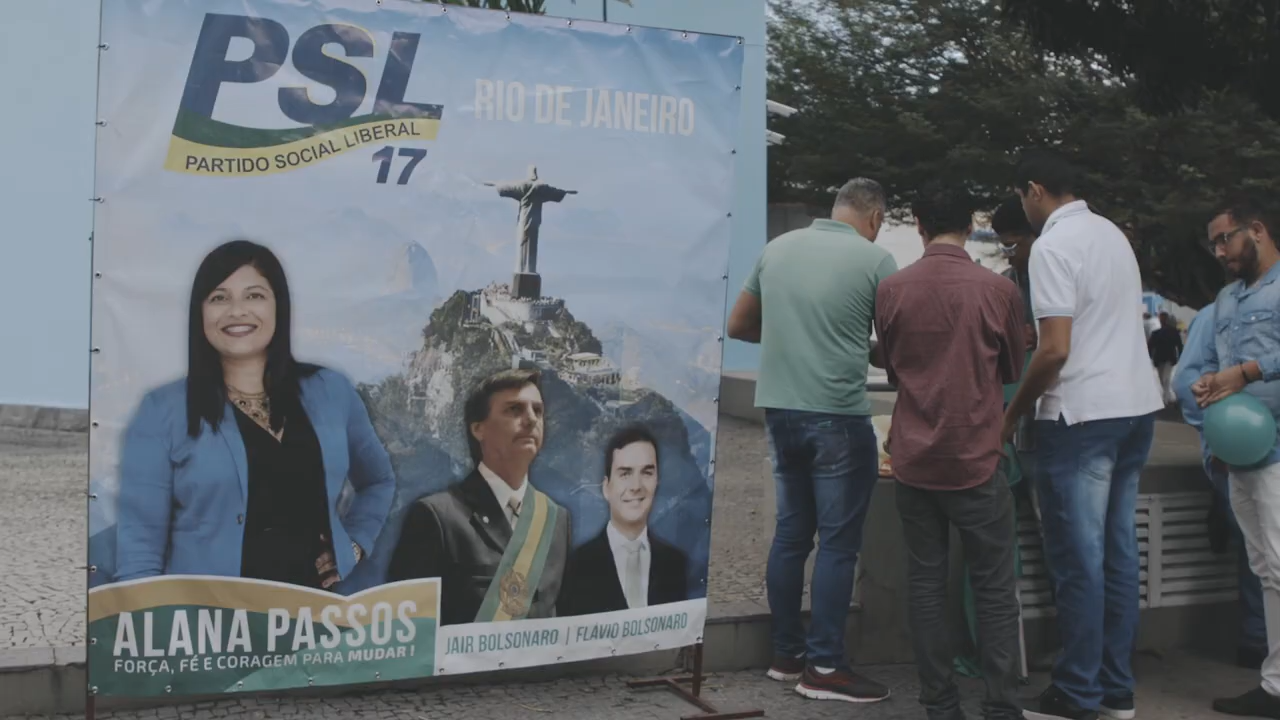 PSL
PARTIDO SOCIAL LIBERAL
17
RIO DE JANEIRO
ALANA PASSOS
FORÇA, FÉ E CORAGEM PARA MUDAR!
JAIR BOLSONARO | FLÁVIO BOLSONARO